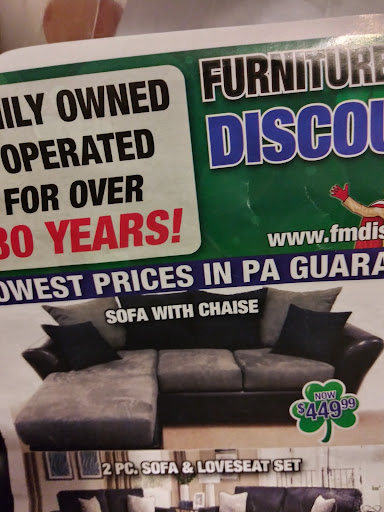 FURNITURE
ILY OWNED
OPERATED
FOR OVER
30 YEARS!
DISCOU
www.fmdis
OWEST PRICES IN PA GUARA
SOFA WITH CHAISE
NOW
$449.99
2 PC. SOFA & LOVESEAT SET